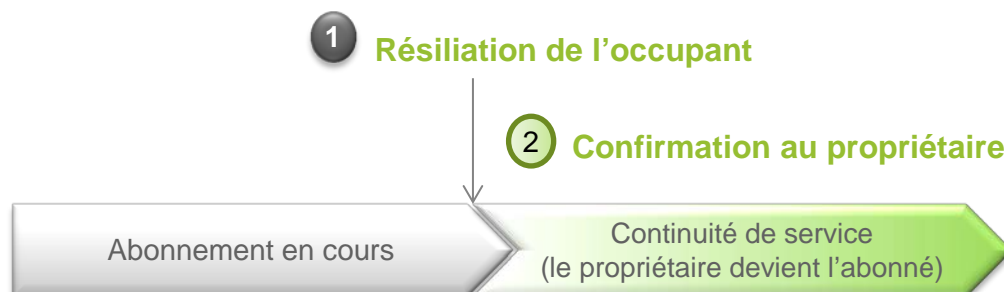 1
Résiliation de l’occupant
2
Confirmation au propriétaire
Abonnement en cours
Continuité de service
(le propriétaire devient l’abonné)